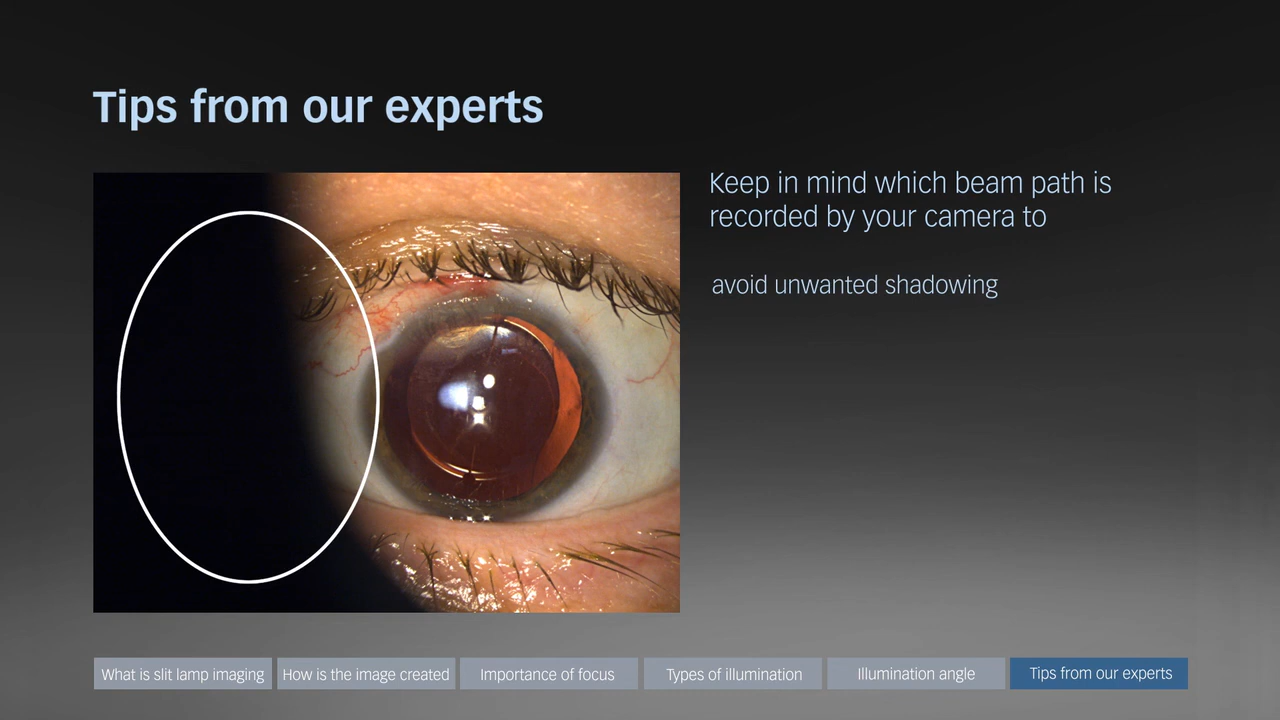 Tips from our experts
Keep in mind which beam path is
recorded by your camera to
avoid unwanted shadowing
What is slit lamp imaging
How is the image created
Importance of focus
Types of illumination
Illumination angle
Tips from our experts